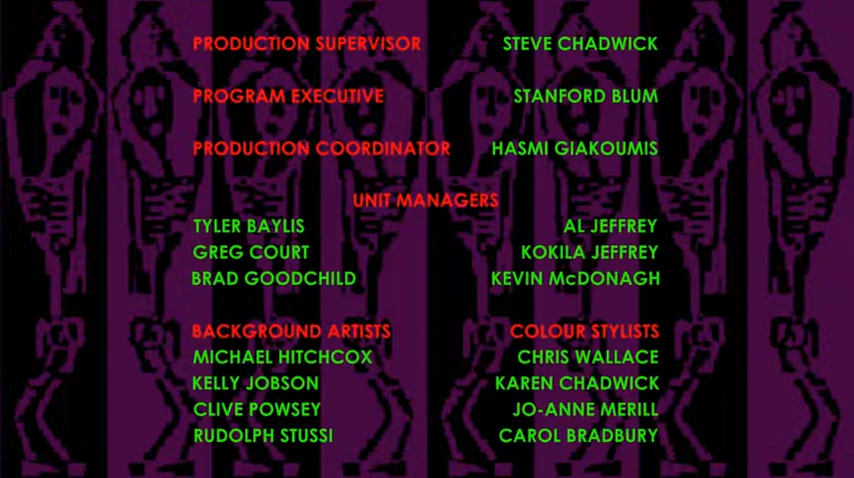 PRODUCTION SUPERVISOR STEVE CHADWICK
PROGRAM EXECUTIVE STANFORD BLUM
PRODUCTION COORDINATOR HASMI GIAKOUMIS
UNIT MANAGERS
TYLER BAYLIS AL JEFFREY
GREG COURT KOKILA JEFFREY
BRAD GOODCHILD KEVIN McDONAGH
BACKGROUND ARTISTS COLOUR STYLISTS
MICHAEL HITCHCOX CHRIS WALLACE
KELLY JOBSON KAREN CHADWICK
CLIVE POWSEY JO-ANNE MERILL
RUDOLPH STUSSI CAROL BRADBURY